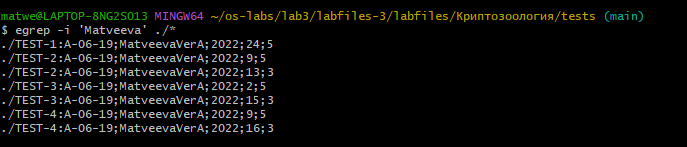 matwe@LAPTOP-8NG2S013 MINGW64 ~/os-labs/lab3/labfiles-3/labfiles/Криптозоология/tests (main)
$ egrep -i 'Matveeva' ./*
./TEST-1:A-06-19;MatveevaVerA;2022;24;5
./TEST-2:A-06-19;MatveevaVerA;2022;9;5
./TEST-2:A-06-19;MatveevaVerA;2022;13;3
./TEST-3:A-06-19;MatveevaVerA;2022;2;5
./TEST-3:A-06-19;MatveevaVerA;2022;15;3
./TEST-4:A-06-19;MatveevaVerA;2022;9;5
./TEST-4:A-06-19;MatveevaVerA;2022;16;3